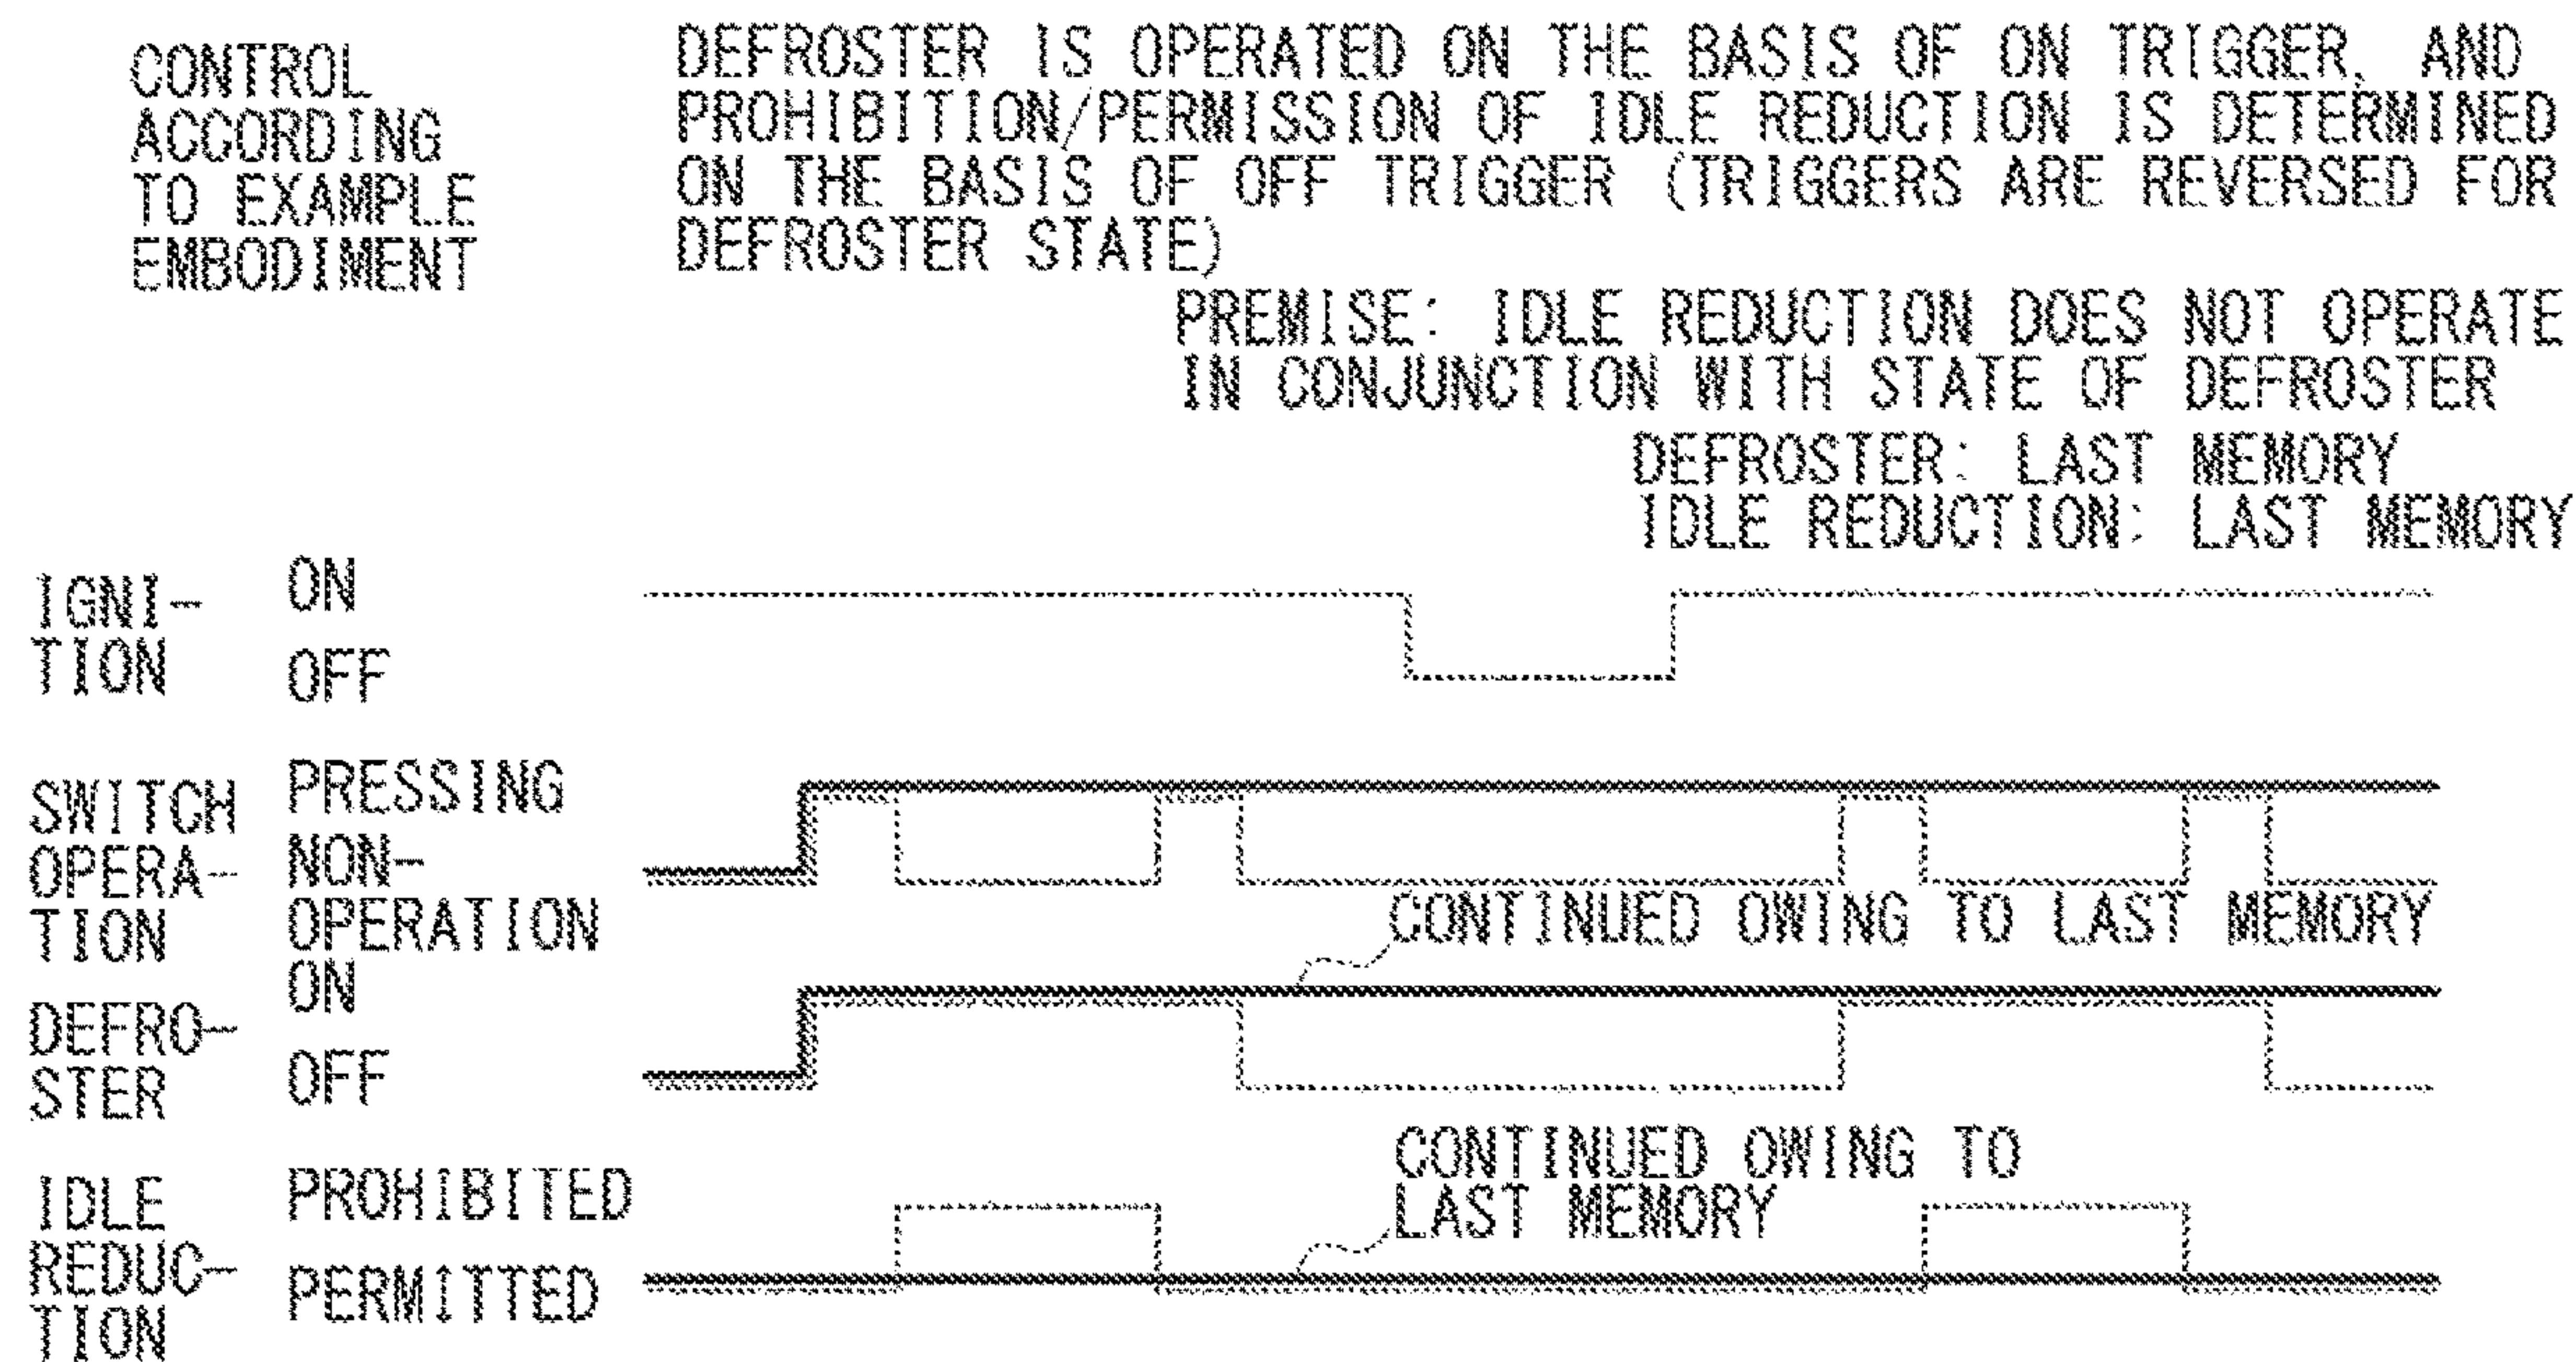 CONTROL
ACCORDING
TO EXAMPLE
EMBODIMENT
DEFROSTER IS OPERATED ON THE BASIS OF ON TRIGGER, AND
PROHIBITION/PERMISSION OF IDLE REDUCTION IS DETERMINED
ON THE BASIS OF OFF TRIGGER (TRIGGERS ARE REVERSED FOR
DEFROSTER STATE)
PREMISE: IDLE REDUCTION DOES NOT OPERATE
IN CONJUNCTION WITH STATE OF DEFROSTER
DEFROSTER: LAST MEMORY
IDLE REDUCTION: LAST MEMORY
IGNI-
TION
ON
OFF
SWITCH
OPERA-
TION
PRESSING
NON-
OPERATION
CONTINUED OWING TO LAST MEMORY
DEFRO-
STER
ON
OFF
CONTINUED OWING TO
LAST MEMORY
IDLE
REDUC-
TION
PROHIBITED
PERMITTED